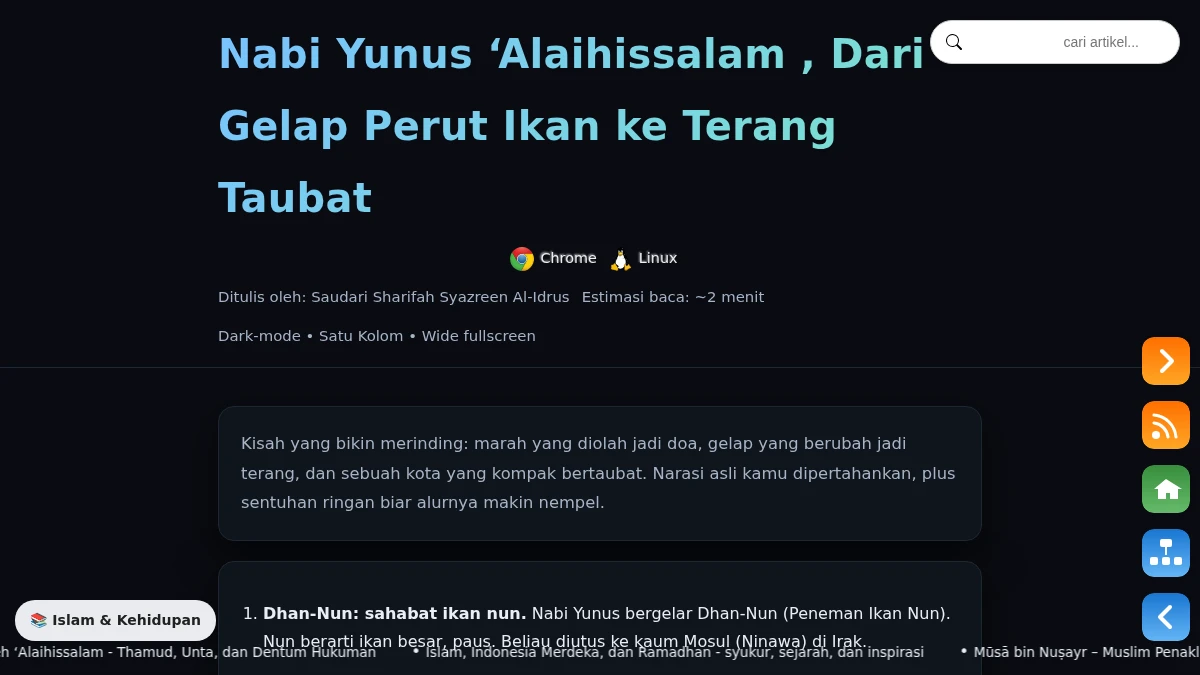 Nabi Yunus ‘Alaihissalam , Dari
Gelap Perut Ikan ke Terang
Taubat
cari artikel...
Chrome Linux
Ditulis oleh: Saudari Sharifah Syazreen Al-Idrus Estimasi baca: ~2 menit
Dark-mode • Satu Kolom • Wide fullscreen
Kisah yang bikin merinding: marah yang diolah jadi doa, gelap yang berubah jadi
terang, dan sebuah kota yang kompak bertaubat. Narasi asli kamu dipertahankan, plus
sentuhan ringan biar alurnya makin nempel.
1. Dhan-Nun: sahabat ikan nun. Nabi Yunus bergelar Dhan-Nun (Peneman Ikan Nun).
Nun berarti ikan besar, paus. Beliau diutus ke kaum Mosul (Ninawa) di Irak.
📚 Islam & Kehidupan
eh ‘Alaihissalam - Thamud, Unta, dan Dentum Hukuman • Islam, Indonesia Merdeka, dan Ramadhan - syukur, sejarah, dan inspirasi • Mūsā bin Nuṣayr – Muslim Penakl